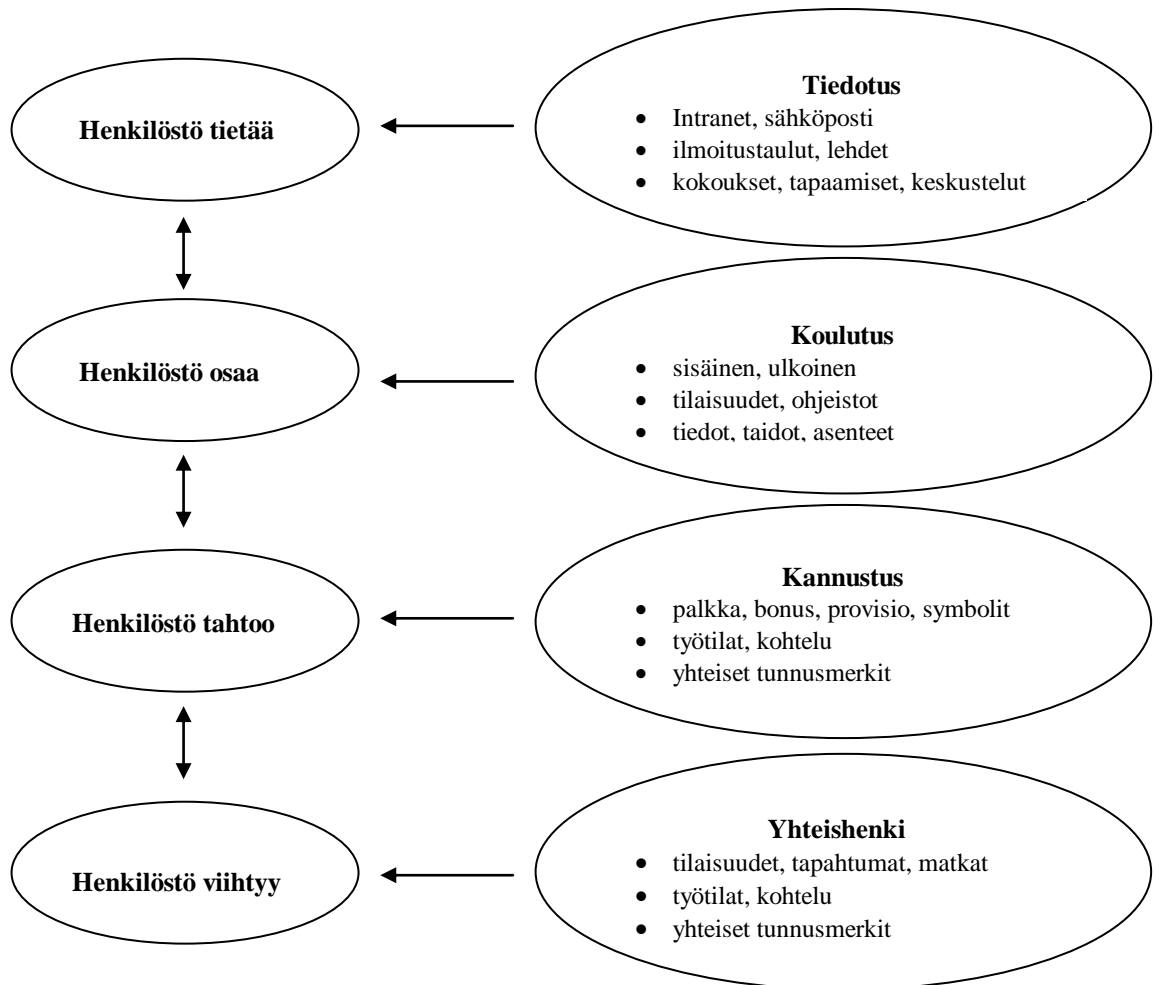 Henkilöstö tietää
Tiedotus
• Intranet, sähköposti
• ilmoitustaulut, lehdet
• kokoukset, tapaamiset, keskustelut
Henkilöstö osaa
Koulutus
• sisäinen, ulkoinen
• tilaisuudet, ohjeistot
• tiedot, taidot, asenteet
Henkilöstö tahtoo
Kannustus
• palkka, bonus, provisio, symbolit
• työtilat, kohtelu
• yhteiset tunnusmerkit
Henkilöstö viihtyy
Yhteishenki
• tilaisuudet, tapahtumat, matkat
• työtilat, kohtelu
• yhteiset tunnusmerkit